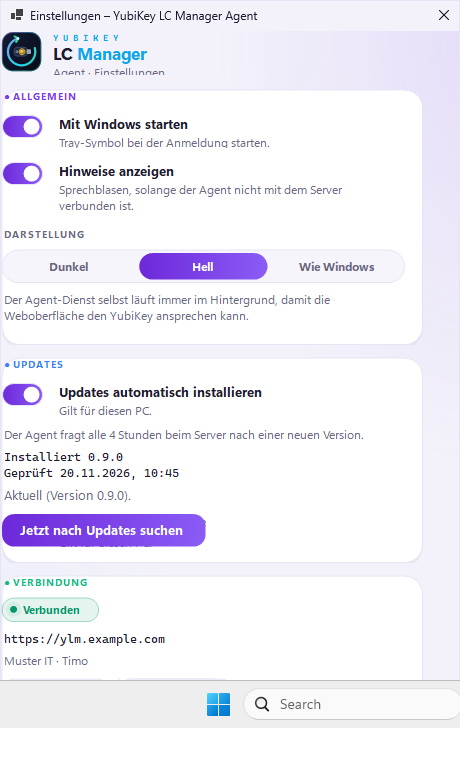 Einstellungen – YubiKey LC Manager Agent
YUBIKEY
LC Manager
Agent · Einstellungen
ALLGEMEIN
Mit Windows starten
Tray-Symbol bei der Anmeldung starten.
Hinweise anzeigen
Sprechblasen, solange der Agent nicht mit dem Server
verbunden ist.
DARSTELLUNG
Dunkel Hell Wie Windows
Der Agent-Dienst selbst läuft immer im Hintergrund, damit die
Weboberfläche den YubiKey ansprechen kann.
UPDATES
Updates automatisch installieren
Gilt für diesen PC.
Der Agent fragt alle 4 Stunden beim Server nach einer neuen Version.
Installiert 0.9.0
Geprüft 20.11.2026, 10:45
Aktuell (Version 0.9.0).
Jetzt nach Updates suchen
VERBINDUNG
Verbunden
https://ylm.example.com
Muster IT · Timo
Search